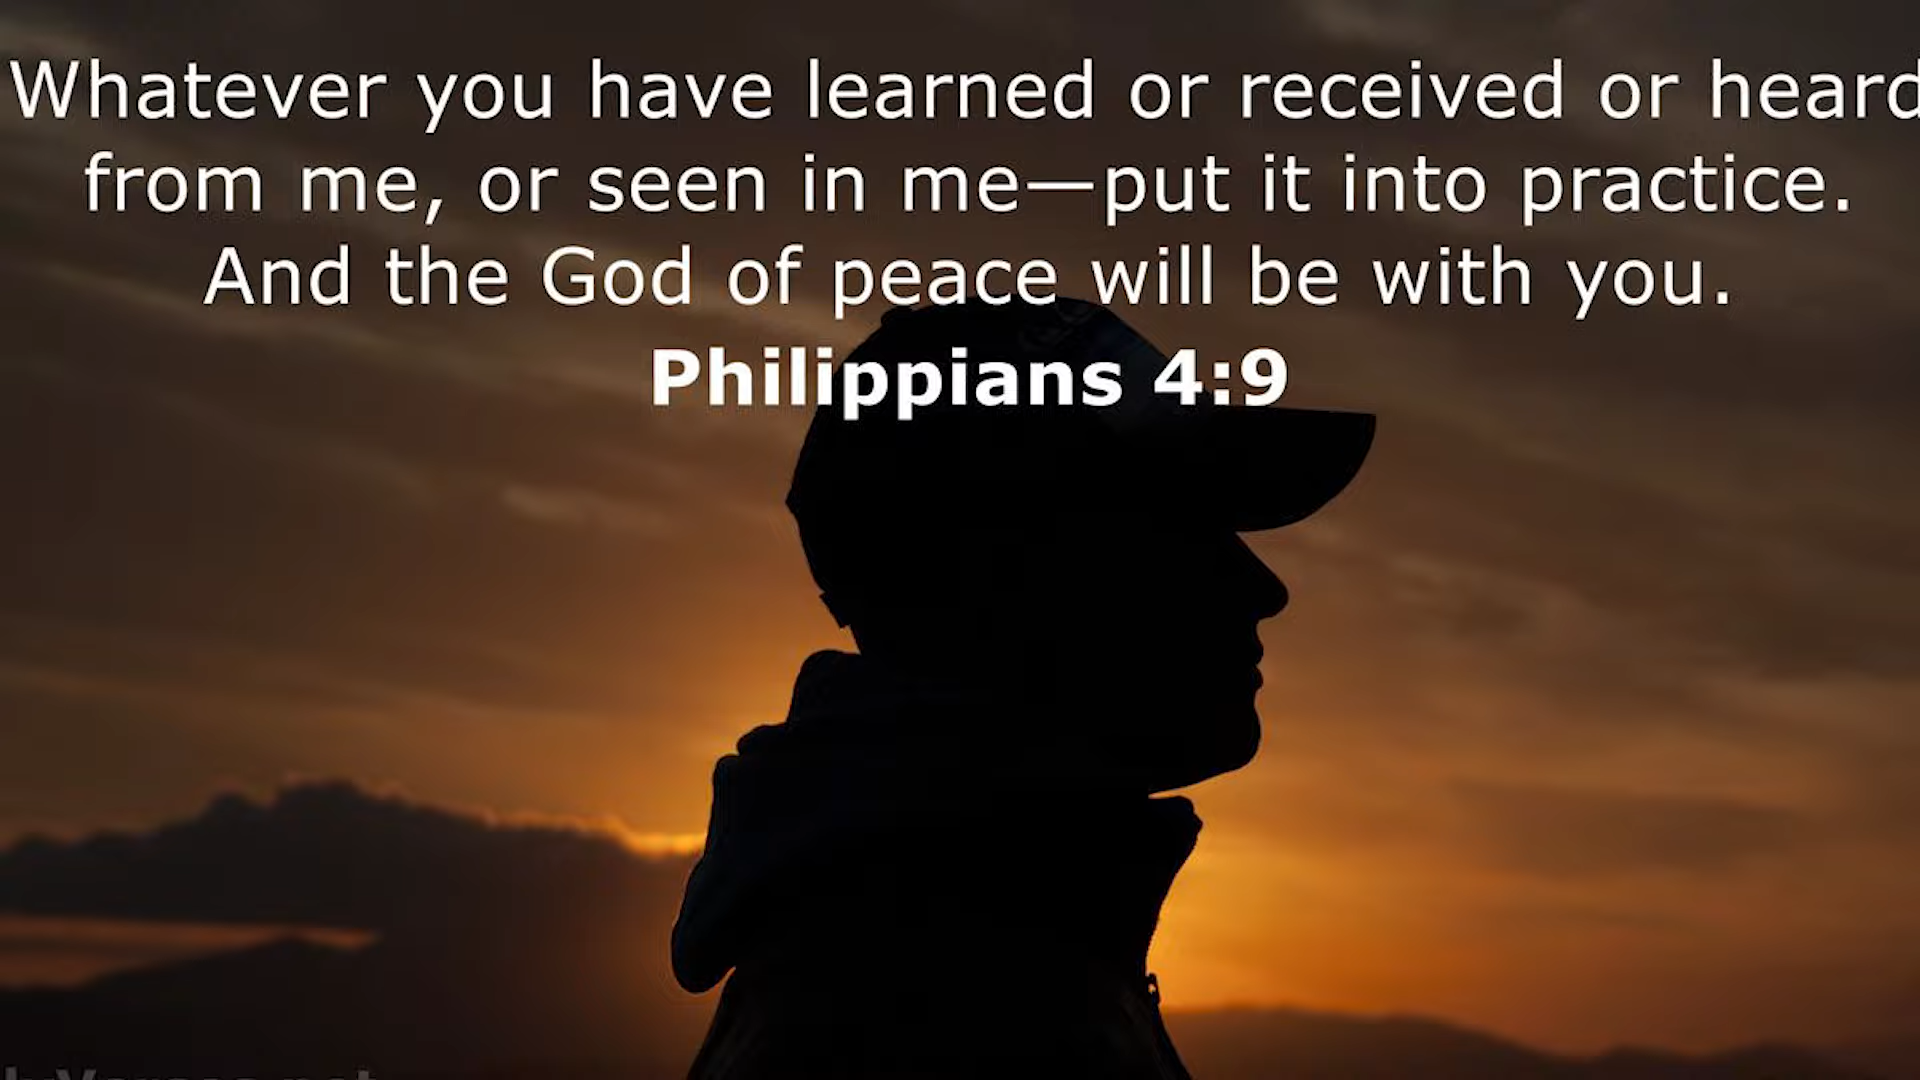 Whatever you have learned or received or heard
from me, or seen in me—put it into practice.
And the God of peace will be with you.
Philippians 4:9